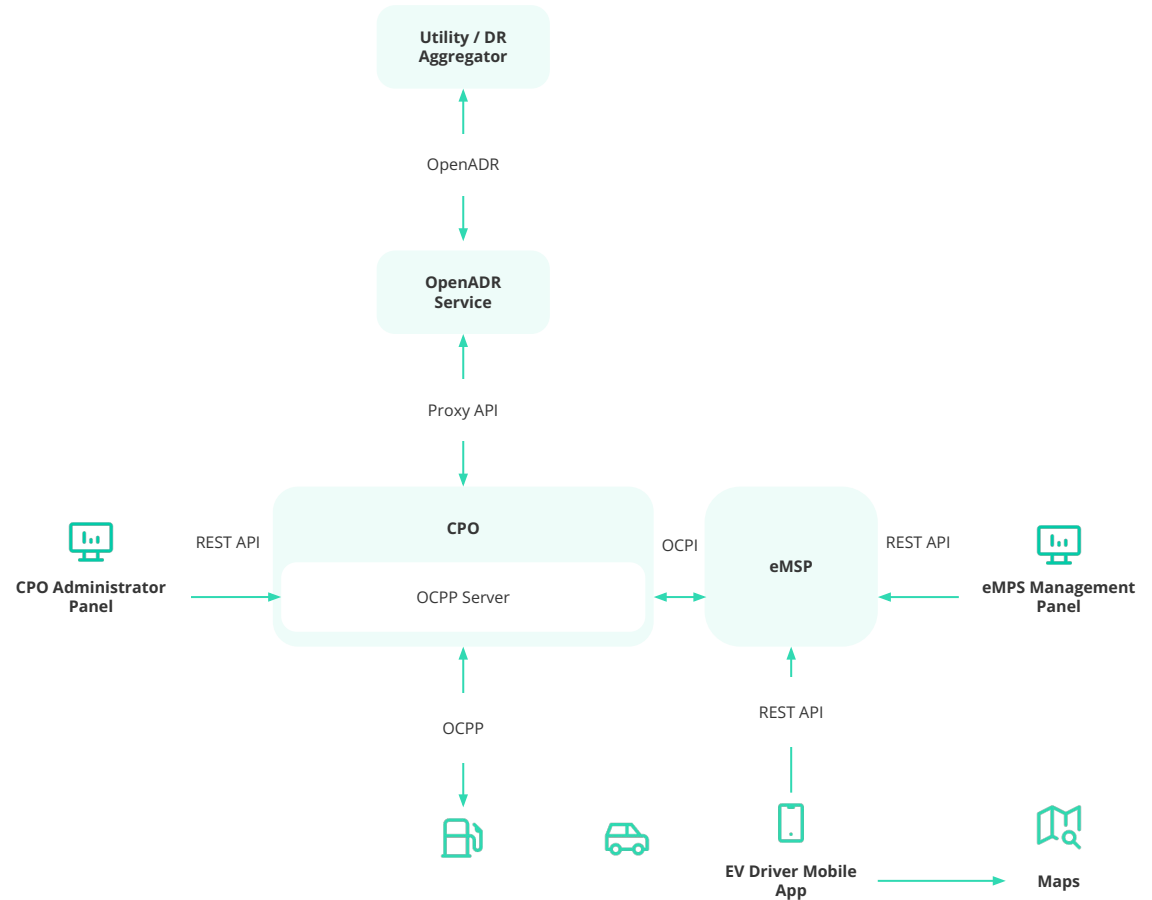 Utility / DR
Aggregator
OpenADR
OpenADR
Service
Proxy API
CPO
REST API
OCPI
REST API
eMSP
CPO Administrator
Panel
OCPP Server
eMPS Management
Panel
OCPP
REST API
EV Driver Mobile
App
Maps